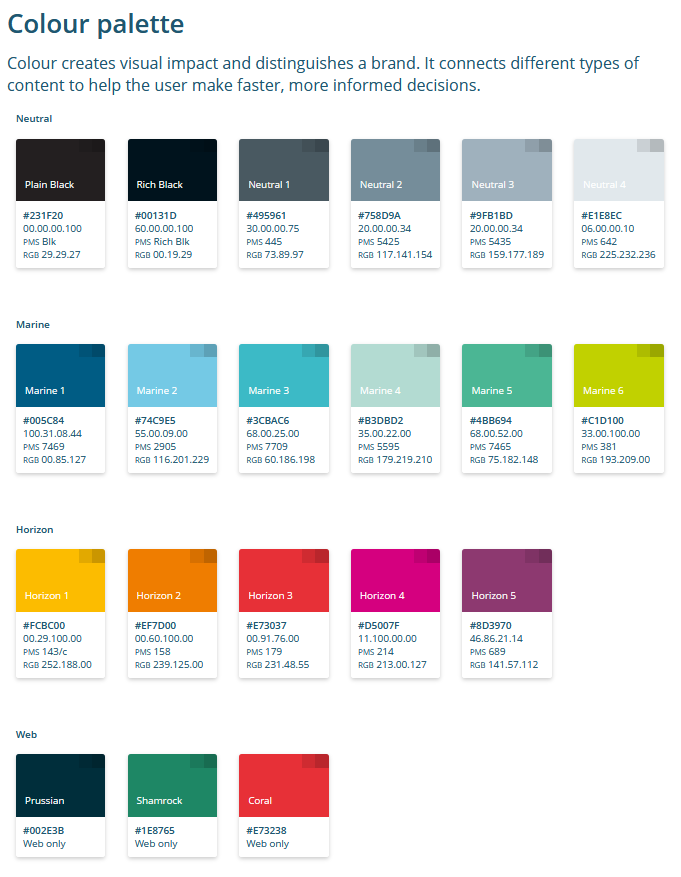 Colour palette
Colour creates visual impact and distinguishes a brand. It connects different types of
content to help the user make faster, more informed decisions.
Neutral
Plain Black Rich Black Neutral 1 Neutral 2 Neutral 3 Neutral 4
#231F20 #00131D #495961 #758D9A #9FB1BD #E1E8EC
00.00.00.100 60.00.00.100 30.00.00.75 20.00.00.34 20.00.00.34 06.00.00.10
PMS Blk PMS Rich Blk PMS 445 PMS 5425 PMS 5435 PMS 642
RGB 29.29.27 RGB 00.19.29 RGB 73.89.97 RGB 117.141.154 RGB 159.177.189 RGB 225.232.236
Marine
Marine 1 Marine 2 Marine 3 Marine 4 Marine 5 Marine 6
#005C84 #74C9E5 #3CBAC6 #B3DBD2 #4BB694 #C1D100
100.31.08.44 55.00.09.00 68.00.25.00 35.00.22.00 68.00.52.00 33.00.100.00
PMS 7469 PMS 2905 PMS 7709 PMS 5595 PMS 7465 PMS 381
RGB 00.85.127 RGB 116.201.229 RGB 60.186.198 RGB 179.219.210 RGB 75.182.148 RGB 193.209.00
Horizon
Horizon 1 Horizon 2 Horizon 3 Horizon 4 Horizon 5
#FCBC00 #EF7D00 #E73037 #D5007F #8D3970
00.29.100.00 00.60.100.00 00.91.76.00 11.100.00.00 46.86.21.14
PMS 143/c PMS 158 PMS 179 PMS 214 PMS 689
RGB 252.188.00 RGB 239.125.00 RGB 231.48.55 RGB 213.00.127 RGB 141.57.112
Web
Prussian Shamrock Coral
#002E3B #1E8765 #E73238
Web only Web only Web only